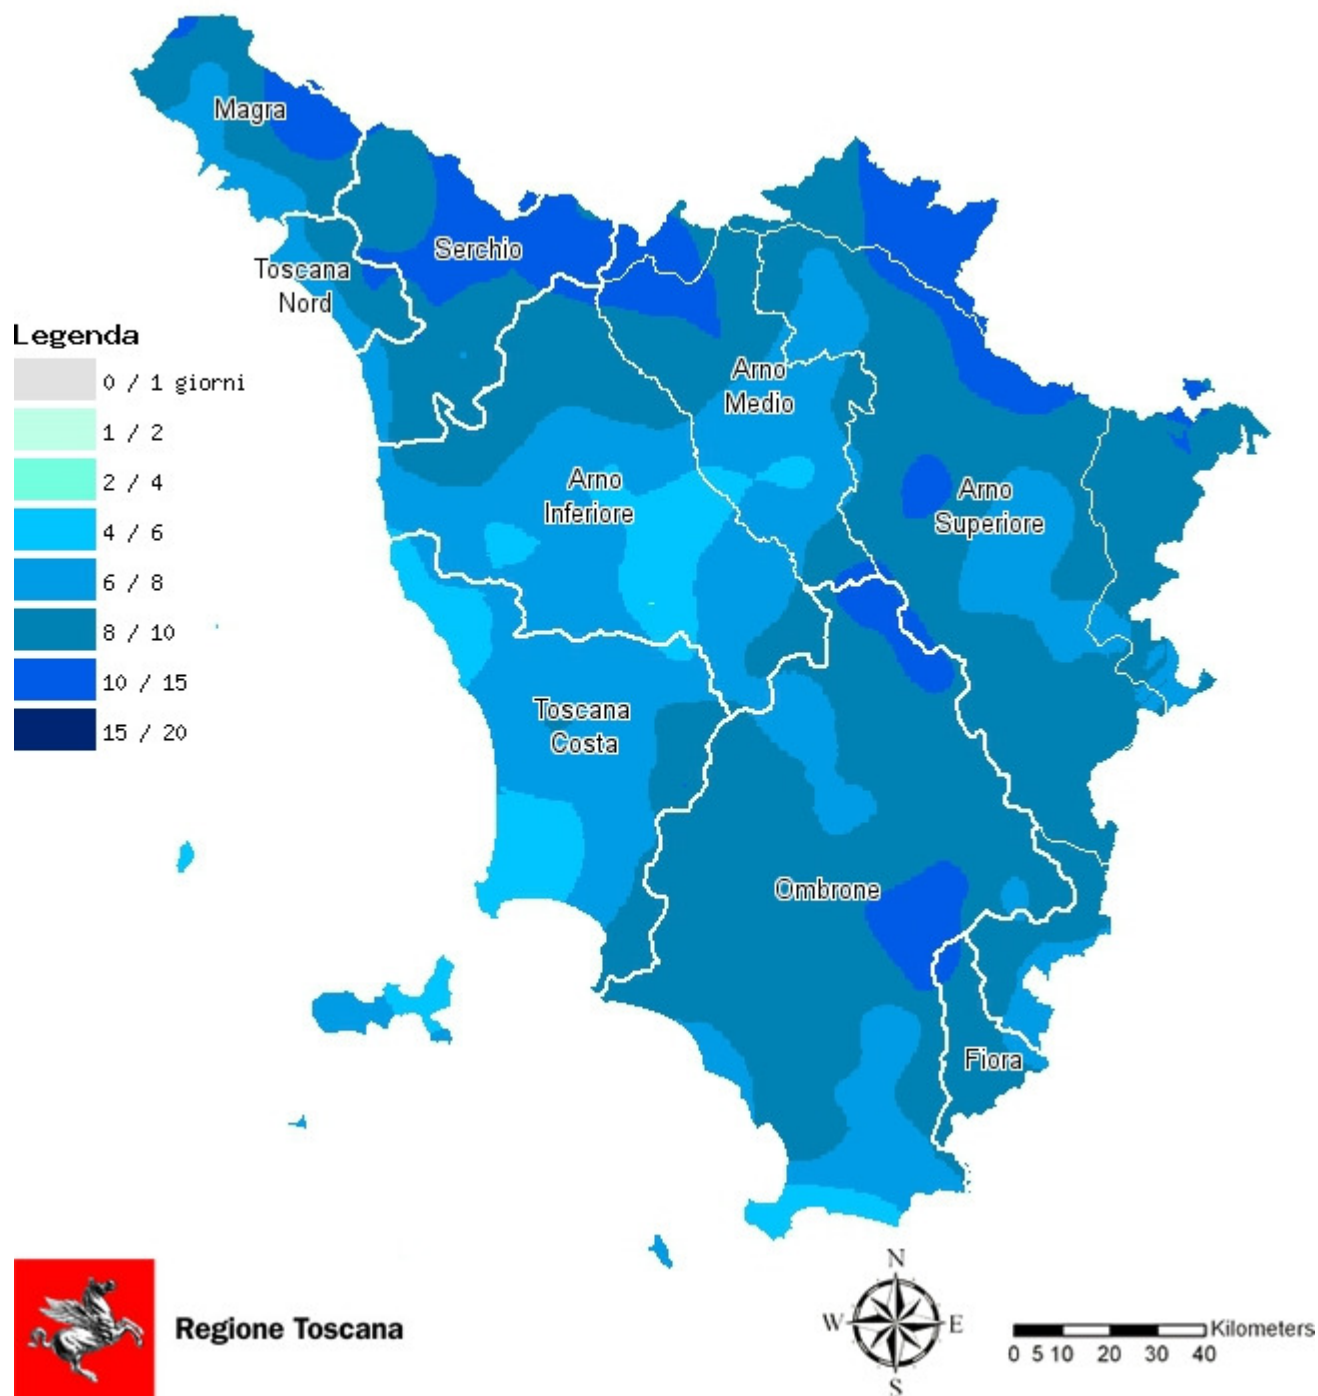 Magra
Serchio
Toscana
Nord
Legenda
0 / 1 giorni
1 / 2
2 / 4
4 / 6
6 / 8
8 / 10
10 / 15
15 / 20
Arno
Medio
Arno
Inferiore
Arno
Superiore
Toscana
Costa
Ombrone
Fiora
Regione Toscana
N
W
E
S
Kilometers
0 5 10 20 30 40